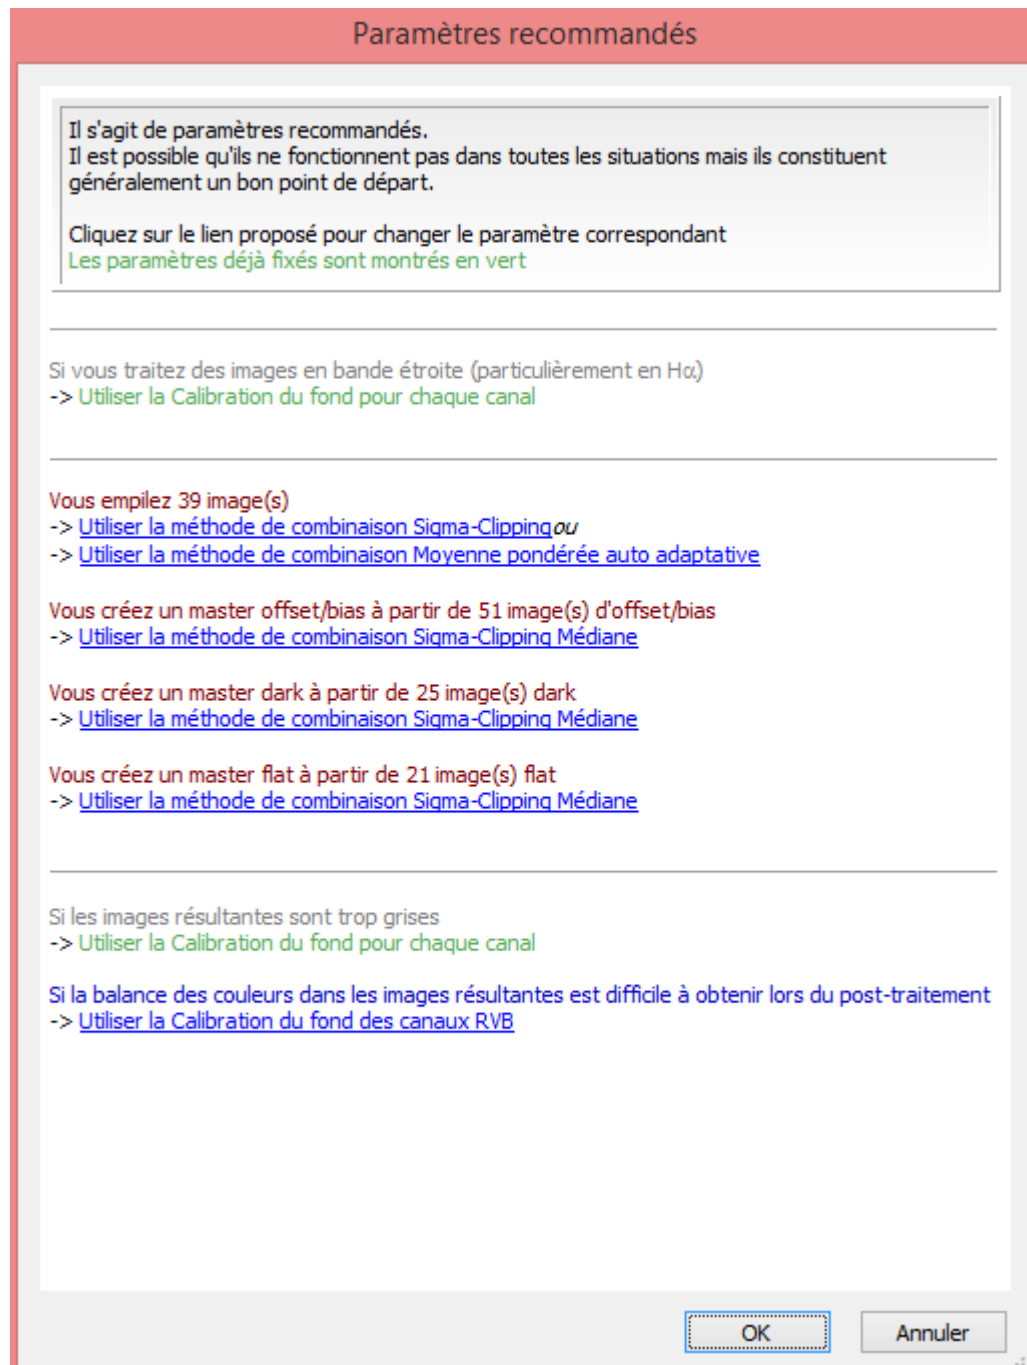 Paramètres recommandés
Il s'agit de paramètres recommandés.
Il est possible qu'ils ne fonctionnent pas dans toutes les situations mais ils constituent
généralement un bon point de départ.
Cliquez sur le lien proposé pour changer le paramètre correspondant
Les paramètres déjà fixés sont montrés en vert
Si vous traitez des images en bande étroite (particulièrement en Hα)
-> Utiliser la Calibration du fond pour chaque canal
Vous empilez 39 image(s)
-> Utiliser la méthode de combinaison Sigma-Clipping ou
-> Utiliser la méthode de combinaison Moyenne pondérée auto adaptative
Vous créez un master offset/bias à partir de 51 image(s) d'offset/bias
-> Utiliser la méthode de combinaison Sigma-Clipping Médiane
Vous créez un master dark à partir de 25 image(s) dark
-> Utiliser la méthode de combinaison Sigma-Clipping Médiane
Vous créez un master flat à partir de 21 image(s) flat
-> Utiliser la méthode de combinaison Sigma-Clipping Médiane
Si les images résultantes sont trop grises
-> Utiliser la Calibration du fond pour chaque canal
Si la balance des couleurs dans les images résultantes est difficile à obtenir lors du post-traitement
-> Utiliser la Calibration du fond des canaux RVB
OK Annuler